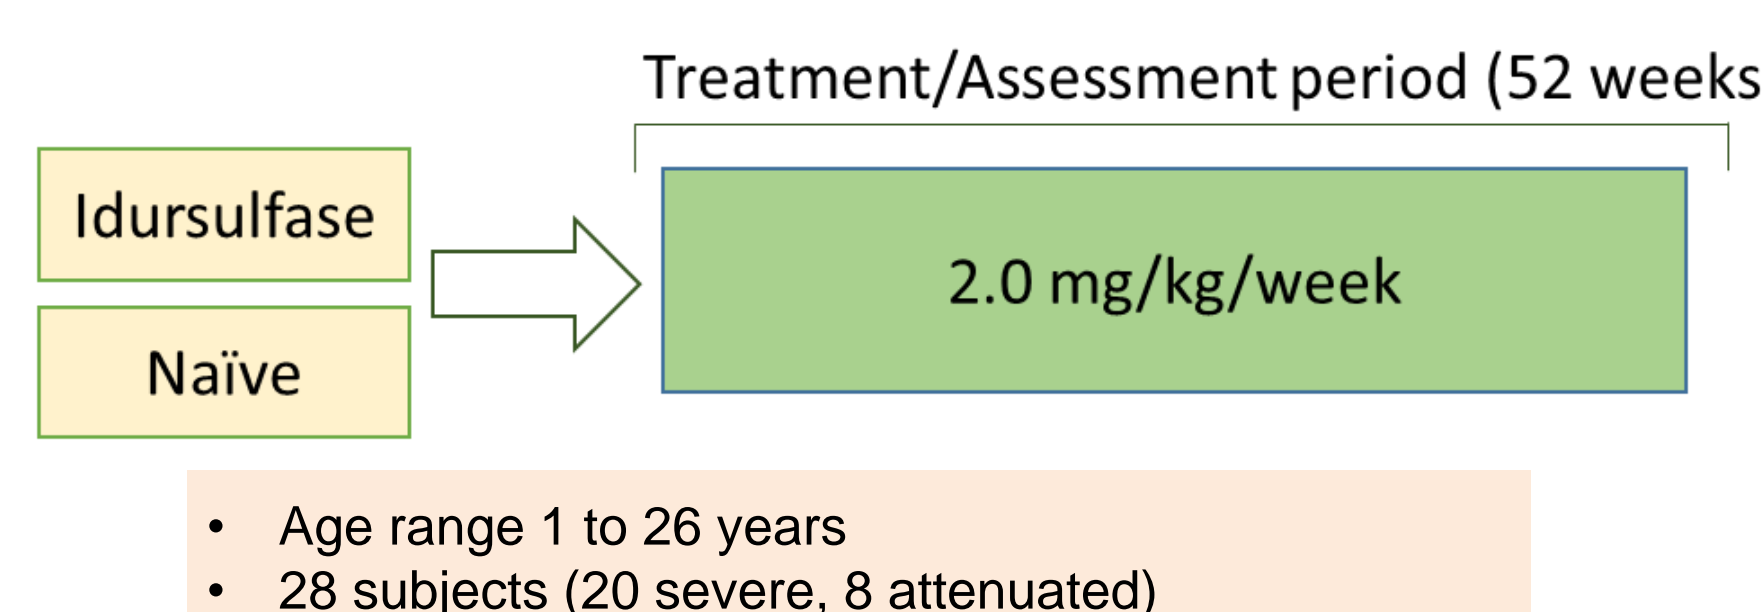 Treatment/Assessment period (52 weeks
Idursulfase
2.0 mg/kg/week
Naïve
• Age range 1 to 26 years
• 28 subjects (20 severe, 8 attenuated)